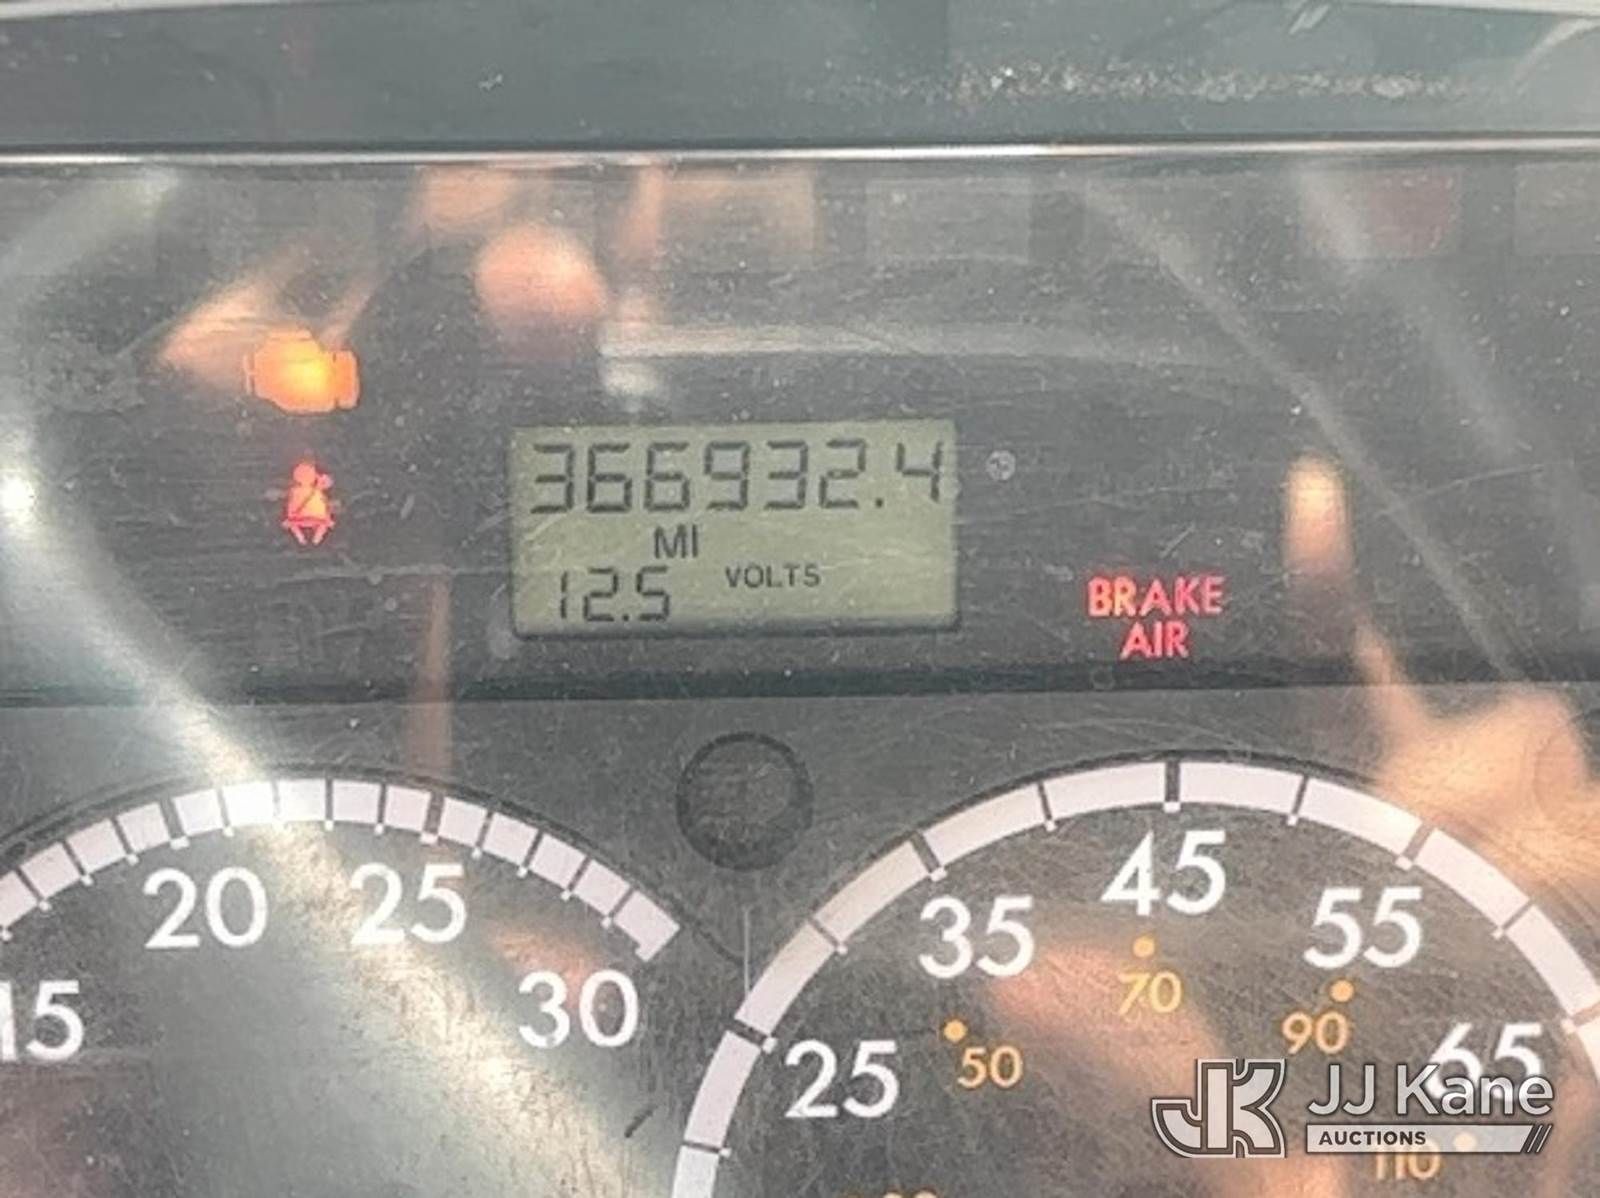 366932.4
MI
12.5 VOLTS
BRAKE
AIR
15 20 25 30
25 35 45 55 65
50 70 90 110
JJ Kane
AUCTIONS